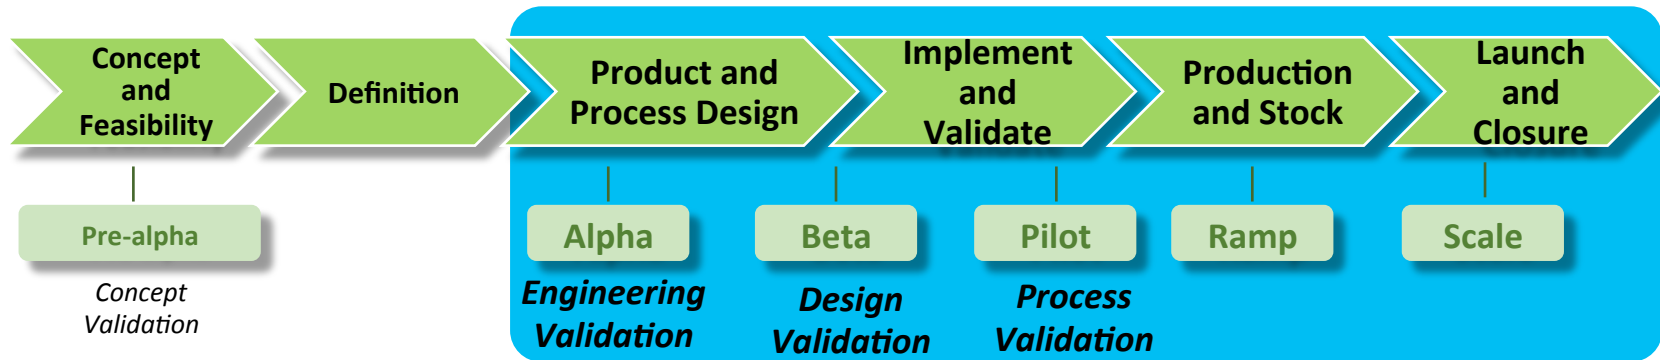 Concept
and
Feasibility
Definition
Product and
Process Design
Implement
and
Validate
Production
and Stock
Launch
and
Closure
Pre-alpha
Alpha
Beta
Pilot
Ramp
Scale
Concept
Validation
Engineering
Validation
Design
Validation
Process
Validation